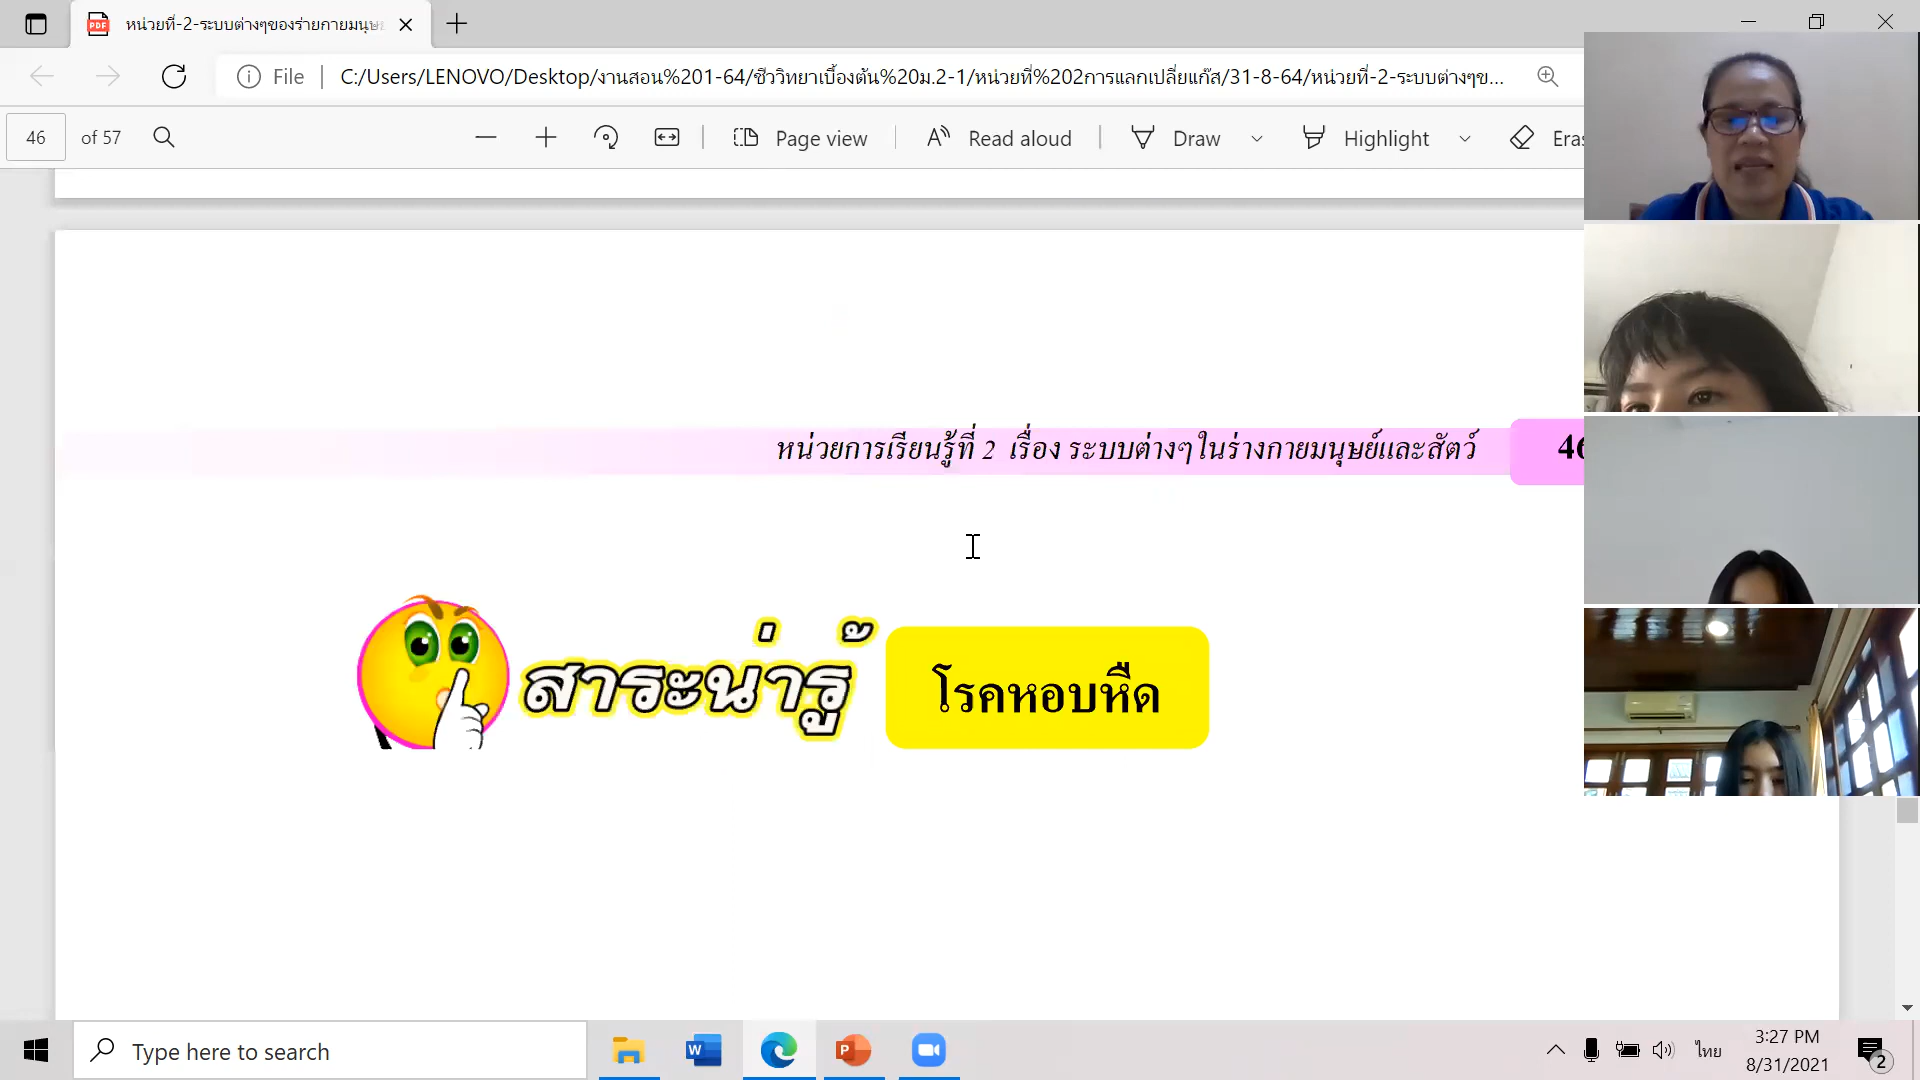 หน่วยที่-2-ระบบต่างๆของร่ายกายมนุษย
File
C:/Users/LENOVO/Desktop/งานสอน%201-64/ชีววิทยาเบื้องต้น%20ม.2-1/หน่วยที่%202การแลกเปลี่ยแก๊ส/31-8-64/หน่วยที่-2-ระบบต่างๆข...
46 of 57
Page view
Read aloud
Draw
Highlight
Eras
หน่วยการเรียนรู้ที่ 2 เรื่อง ระบบต่างๆในร่างกายมนุษย์และสัตว์
46
สาระน่ารู้
โรคหอบหืด
Type here to search
ไทย
3:27 PM
8/31/2021
2